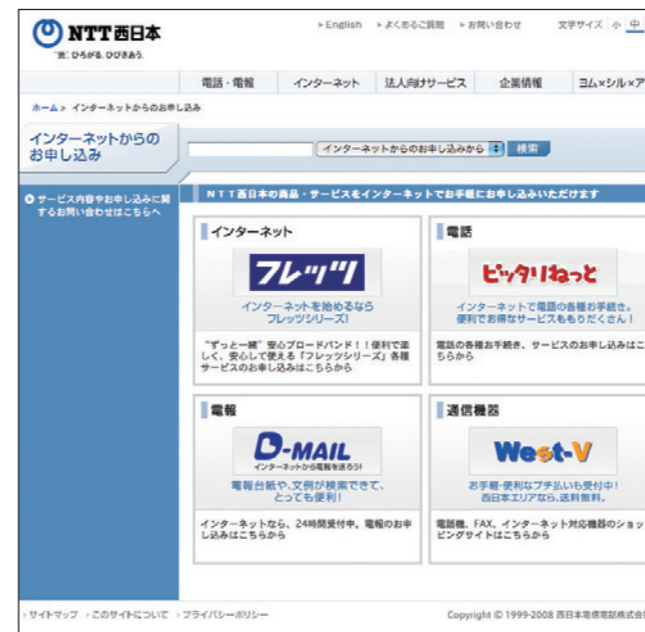 English よくあるご質問 お問い合わせ 文字サイズ 小 中
NTT西日本
"光"、ひろがる、ひびきあう。
電話・電報 インターネット 法人向けサービス 企業情報 ヨム×シル×ア
ホーム> インターネットからのお申し込み
インターネットからの
お申し込み
インターネットからのお申し込みから 検索
サービス内容やお申し込みに関
するお問い合わせはこちらへ
NTT西日本の商品・サービスをインターネットでお手軽にお申し込みいただけます
インターネット
フレッツ
インターネットを始めるなら
フレッツシリーズ!
"ずっと一緒"安心ブロードバンド!!便利で楽
しく、安心して使える「フレッツシリーズ」各種
サービスのお申し込みはこちらから
電話
ピッタリねっと
インターネットで電話の各種お手続き。
便利でお得なサービスももりだくさん!
電話の各種お手続き、サービスのお申し込みはこ
ちらから
電報
D-MAIL
インターネットから電報を送ろう!
電報台紙や、文例が検索できて、
とっても便利!
インターネットなら、24時間受付中。電報のお申
し込みはこちらから
通信機器
West-V
お手軽・便利なプチ払いも受付中!
西日本エリアなら、送料無料。
電話機、FAX、インターネット対応機器のショッ
ピングサイトはこちらから
サイトマップ このサイトについて プライバシーポリシー
Copyright © 1999-2008 西日本電信電話株式会